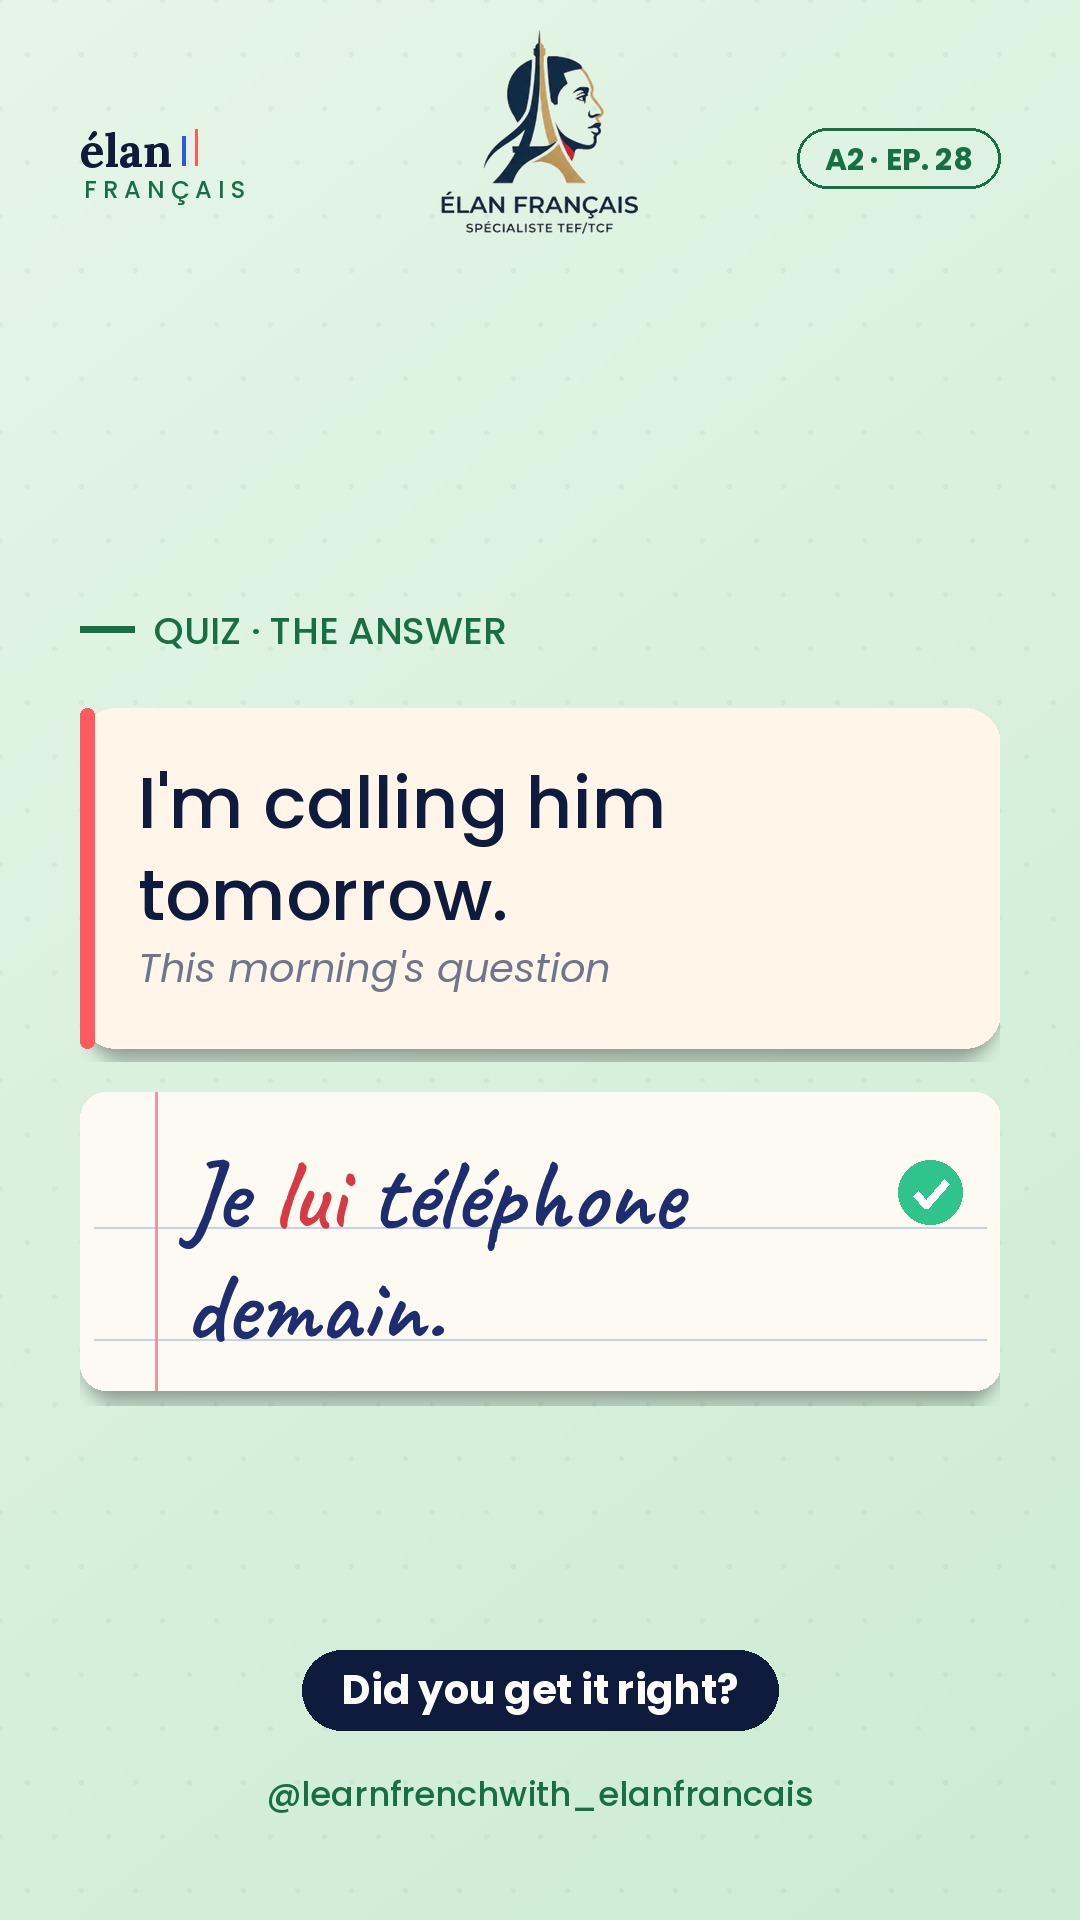 élan
FRANÇAIS
ÉLAN FRANÇAIS
SPÉCIALISTE TEF/TCF
A2 · EP. 28
QUIZ · THE ANSWER
I'm calling him
tomorrow.
This morning's question
Je lui téléphone
demain.
Did you get it right?
@learnfrenchwith_elanfrancais